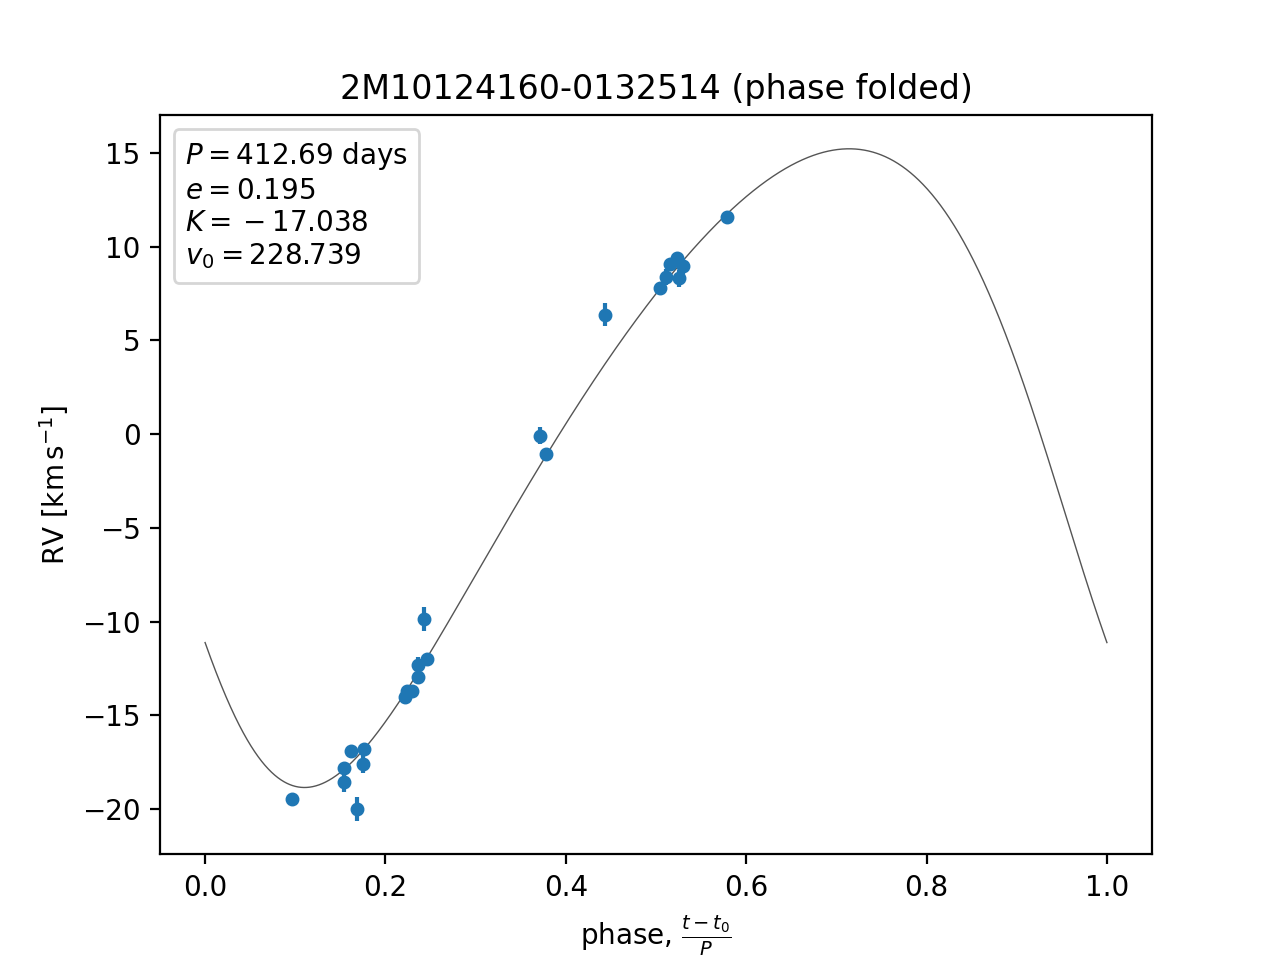 2M10124160-0132514 (phase folded)
P = 412.69 days
e = 0.195
K = −17.038
v₀ = 228.739
15
10
5
0
−5
−10
−15
−20
RV [km s⁻¹]
0.0 0.2 0.4 0.6 0.8 1.0
phase, (t − t₀)/P